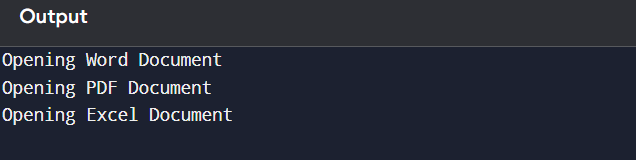 Output
Opening Word Document
Opening PDF Document
Opening Excel Document